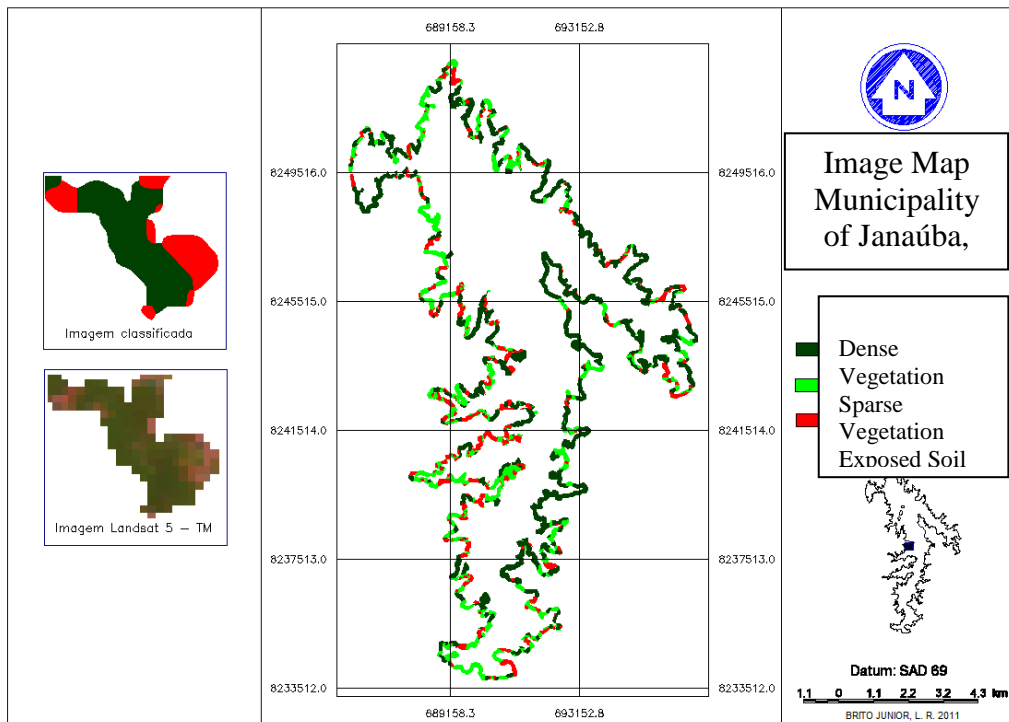 689158.3 693152.8
8249516.0 8249516.0
8245515.0 8245515.0
8241514.0 8241514.0
8237513.0 8237513.0
8233512.0 8233512.0
689158.3 693152.8
Imagem classificada
Imagem Landsat 5 – TM
N
Image Map
Municipality
of Janaúba,
Dense
Vegetation
Sparse
Vegetation
Exposed Soil
Datum: SAD 69
1.1 0 1.1 2.2 3.2 4.3 km
BRITO JUNIOR, L. R. 2011